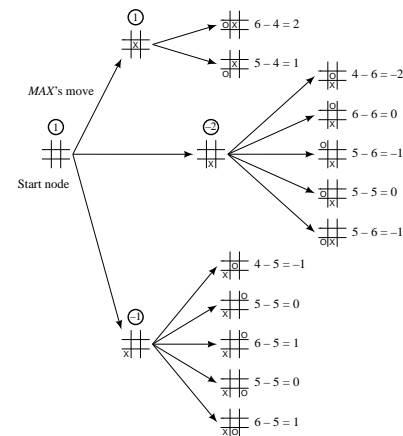 1
X
O X 6 – 4 = 2
X
O 5 – 4 = 1
MAX's move
O
X 4 – 6 = –2
O
X 6 – 6 = 0
1
–2
X
O
X 5 – 6 = –1
Start node
O
X 5 – 5 = 0
O X 5 – 6 = –1
O
X 4 – 5 = –1
O
X 5 – 5 = 0
–1
X
O
X 6 – 5 = 1
X O 5 – 5 = 0
X O 6 – 5 = 1